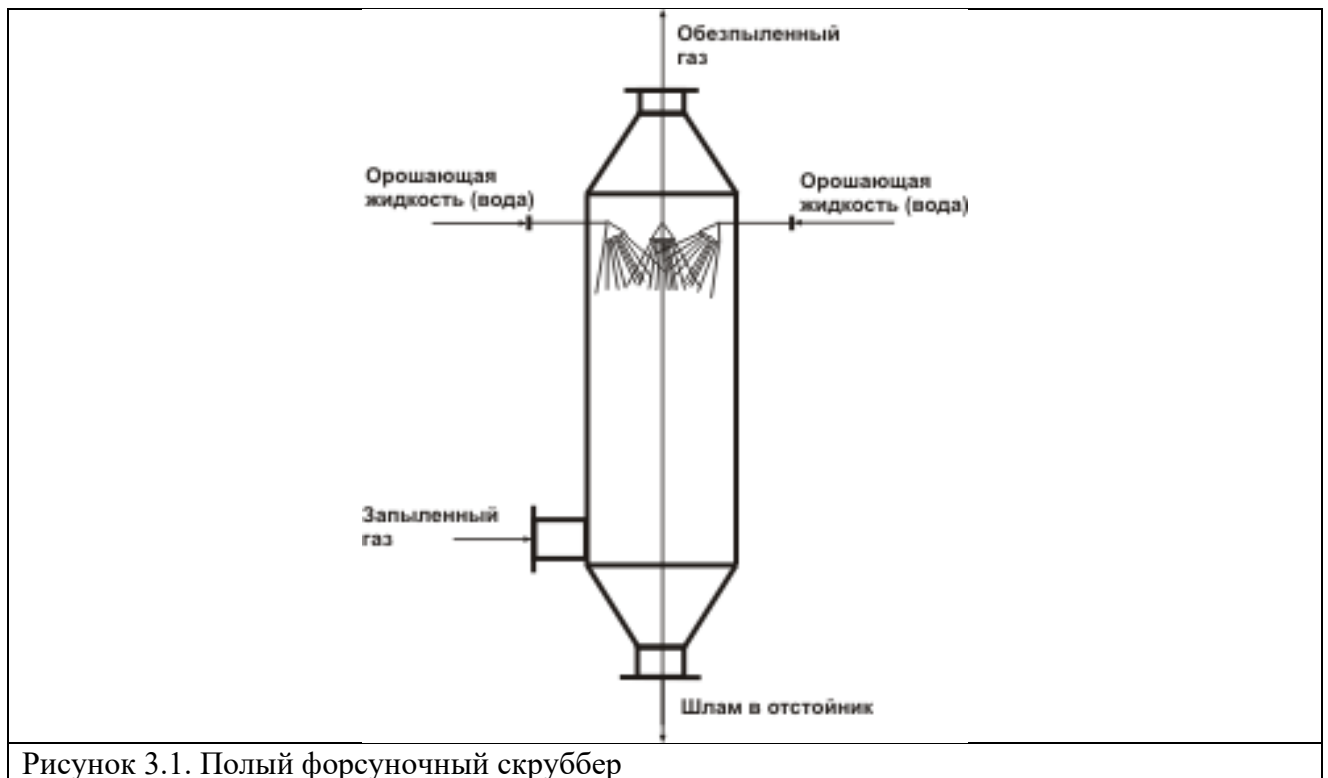 Обезпыленный
газ
Орошающая
жидкость (вода)
Орошающая
жидкость (вода)
Запыленный
газ
Шлам в отстойник
Рисунок 3.1. Полый форсуночный скруббер